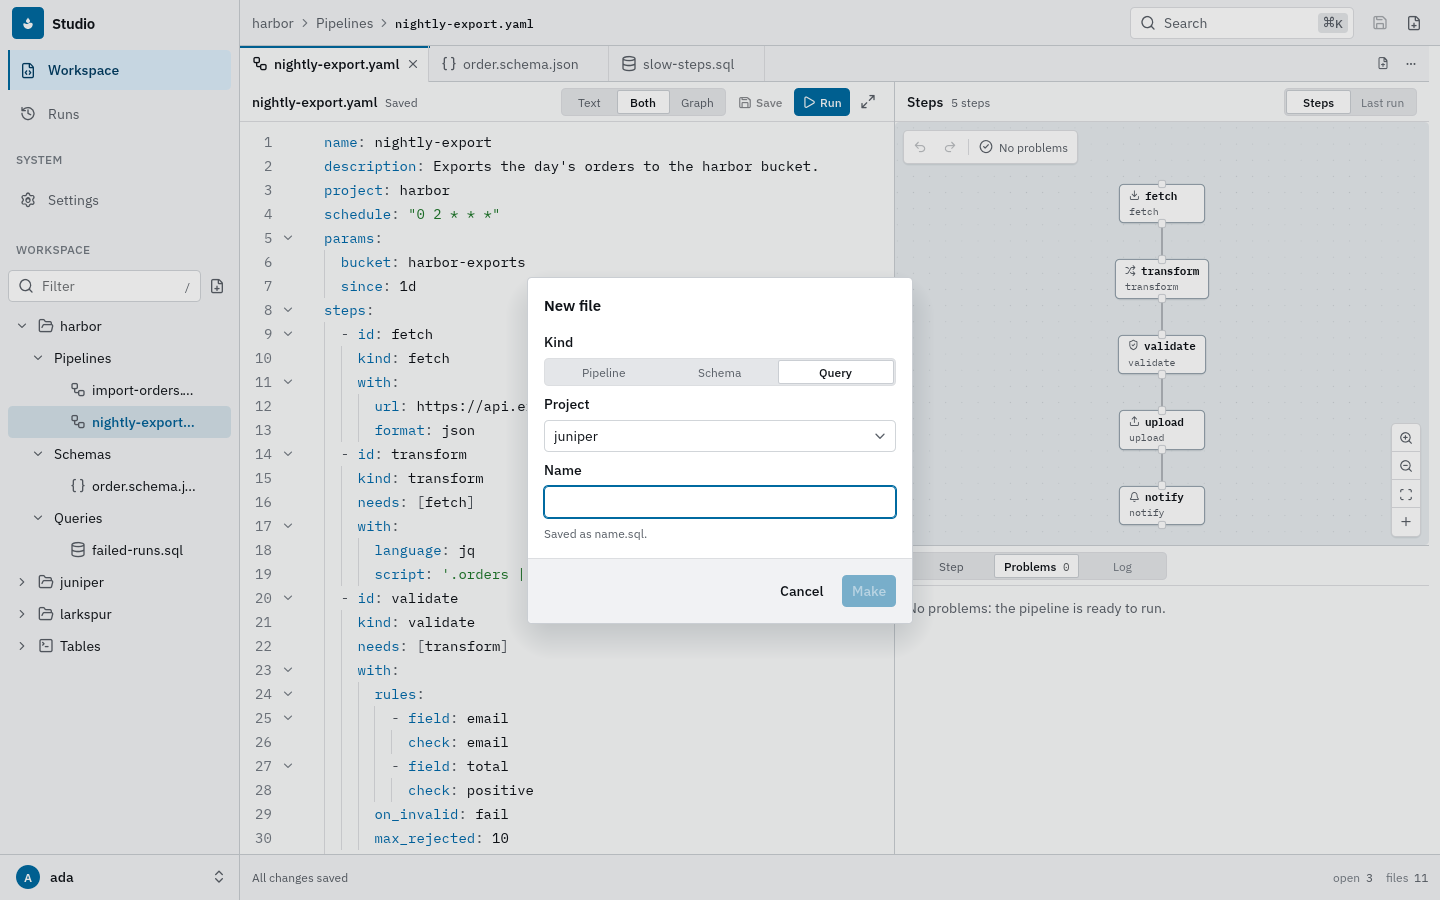 Studio
harbor > Pipelines > nightly-export.yaml
Search ⌘K
Workspace
Runs
SYSTEM
Settings
WORKSPACE
Filter /
harbor
Pipelines
import-orders....
nightly-export...
Schemas
order.schema.j...
Queries
failed-runs.sql
juniper
larkspur
Tables
A ada
nightly-export.yaml
order.schema.json
slow-steps.sql
nightly-export.yaml Saved
Text Both Graph
Save
Run
1 name: nightly-export
2 description: Exports the day's orders to the harbor bucket.
3 project: harbor
4 schedule: "0 2 * * *"
5 params:
6 bucket: harbor-exports
7 since: 1d
8 steps:
9 - id: fetch
10 kind: fetch
11 with:
12 url: https://api.e
13 format: json
14 - id: transform
15 kind: transform
16 needs: [fetch]
17 with:
18 language: jq
19 script: '.orders |
20 - id: validate
21 kind: validate
22 needs: [transform]
23 with:
24 rules:
25 - field: email
26 check: email
27 - field: total
28 check: positive
29 on_invalid: fail
30 max_rejected: 10
New file
Kind
Pipeline Schema Query
Project
juniper
Name
Saved as name.sql.
Cancel Make
Steps 5 steps
Steps Last run
No problems
fetch
fetch
transform
transform
validate
validate
upload
upload
notify
notify
Step Problems 0 Log
No problems: the pipeline is ready to run.
All changes saved
open 3 files 11